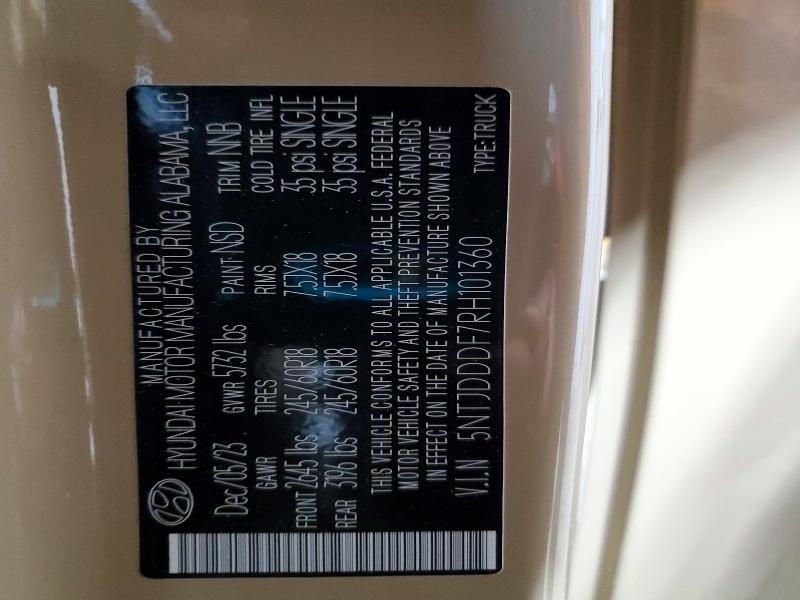 MANUFACTURED BY
HYUNDAI MOTOR MANUFACTURING ALABAMA, LLC
Dec/05/23 GVWR 5732 lbs PAINT: NSD TRIM NNB
GAWR TIRES RIMS COLD TIRE INFL
FRONT 2645 lbs 245/60R18 7.5JX18 35 psi SINGLE
REAR 3196 lbs 245/60R18 7.5JX18 35 psi SINGLE
THIS VEHICLE CONFORMS TO ALL APPLICABLE U.S.A. FEDERAL
MOTOR VEHICLE SAFETY AND THEFT PREVENTION STANDARDS
IN EFFECT ON THE DATE OF MANUFACTURE SHOWN ABOVE
V.I.N 5NTJDDDF7RH101360 TYPE:TRUCK